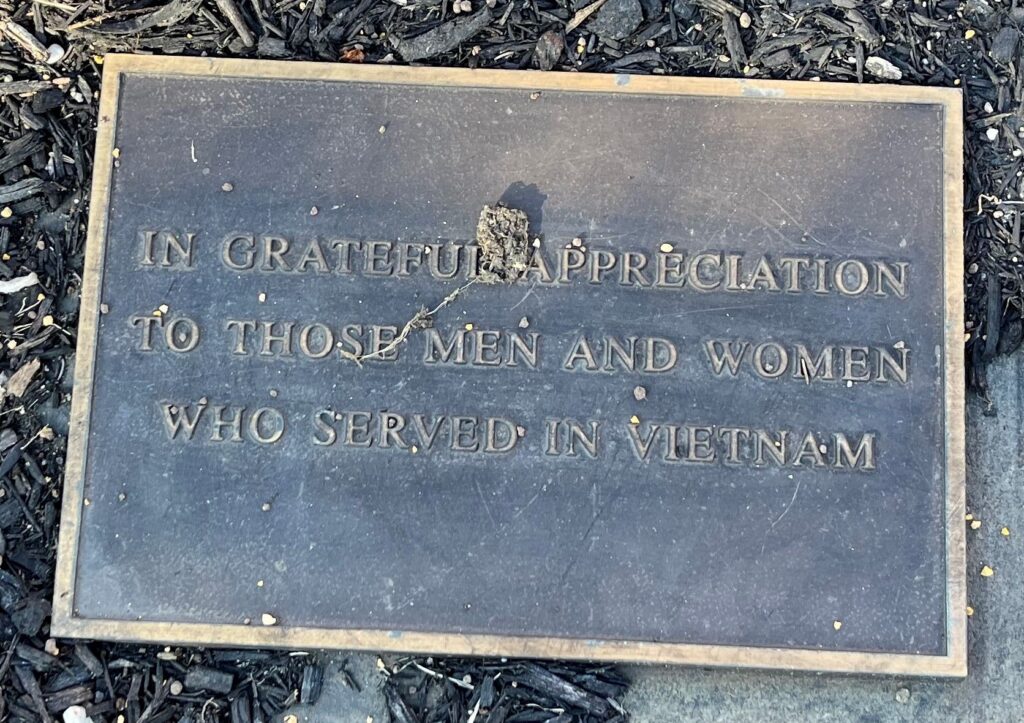 IN GRATEFUL APPRECIATION
TO THOSE MEN AND WOMEN
WHO SERVED IN VIETNAM